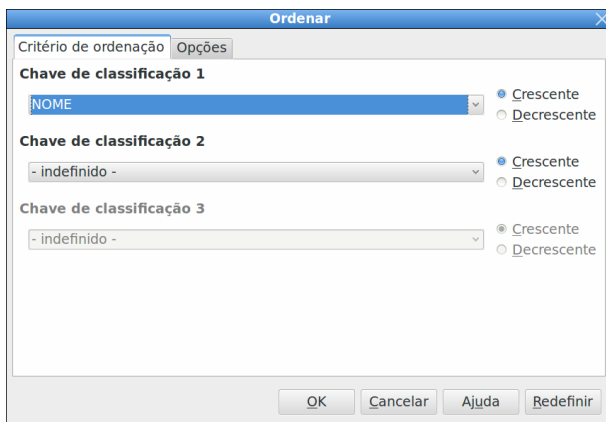 Ordenar
Critério de ordenação Opções
Chave de classificação 1
NOME
Crescente
Decrescente
Chave de classificação 2
- indefinido -
Crescente
Decrescente
Chave de classificação 3
- indefinido -
Crescente
Decrescente
OK Cancelar Ajuda Redefinir